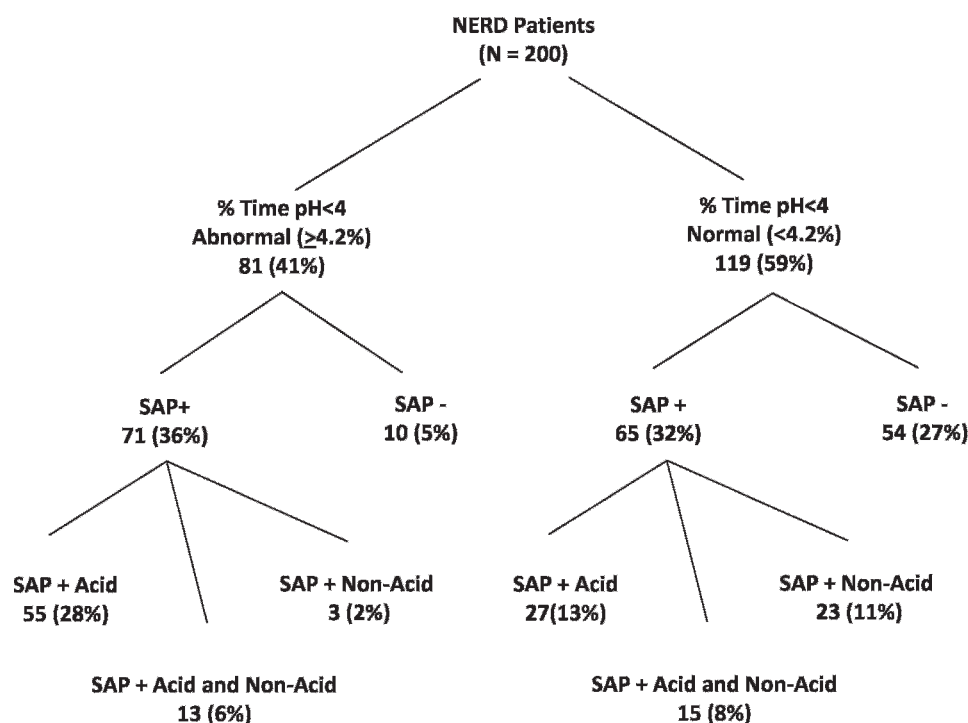 NERD Patients
(N = 200)
% Time pH<4
Abnormal (≥4.2%)
81 (41%)
% Time pH<4
Normal (<4.2%)
119 (59%)
SAP+
71 (36%)
SAP -
10 (5%)
SAP +
65 (32%)
SAP -
54 (27%)
SAP + Acid
55 (28%)
SAP + Non-Acid
3 (2%)
SAP + Acid
27(13%)
SAP + Non-Acid
23 (11%)
SAP + Acid and Non-Acid
13 (6%)
SAP + Acid and Non-Acid
15 (8%)